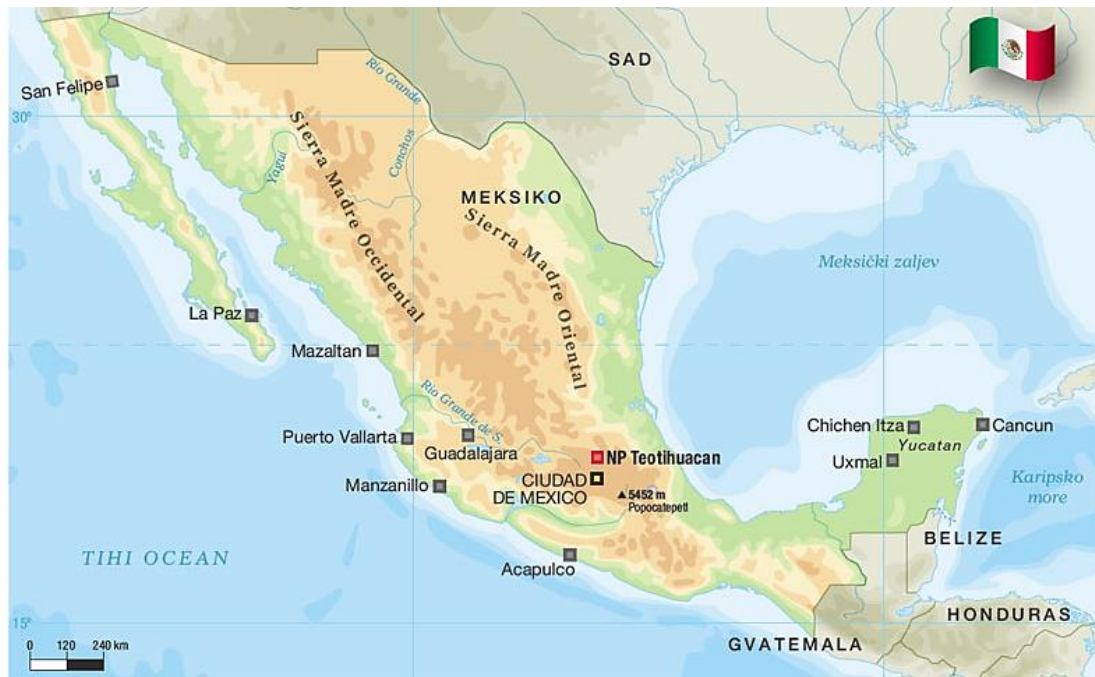 SAD
San Felipe
Rio Grande
30°
Sierra Madre Occidental
Conchos
Yagui
MEKSIKO
Sierra Madre Oriental
Meksički zaljev
La Paz
Mazaltan
Rio Grande de S.
Chichen Itza
Cancun
Puerto Vallarta
Yucatan
Guadalajara
NP Teotihuacan
Uxmal
CIUDAD
DE MEXICO
Manzanillo
5452 m
Popocatepetl
Karipsko
more
BELIZE
TIHI OCEAN
Acapulco
HONDURAS
15°
GVATEMALA
0 120 240 km